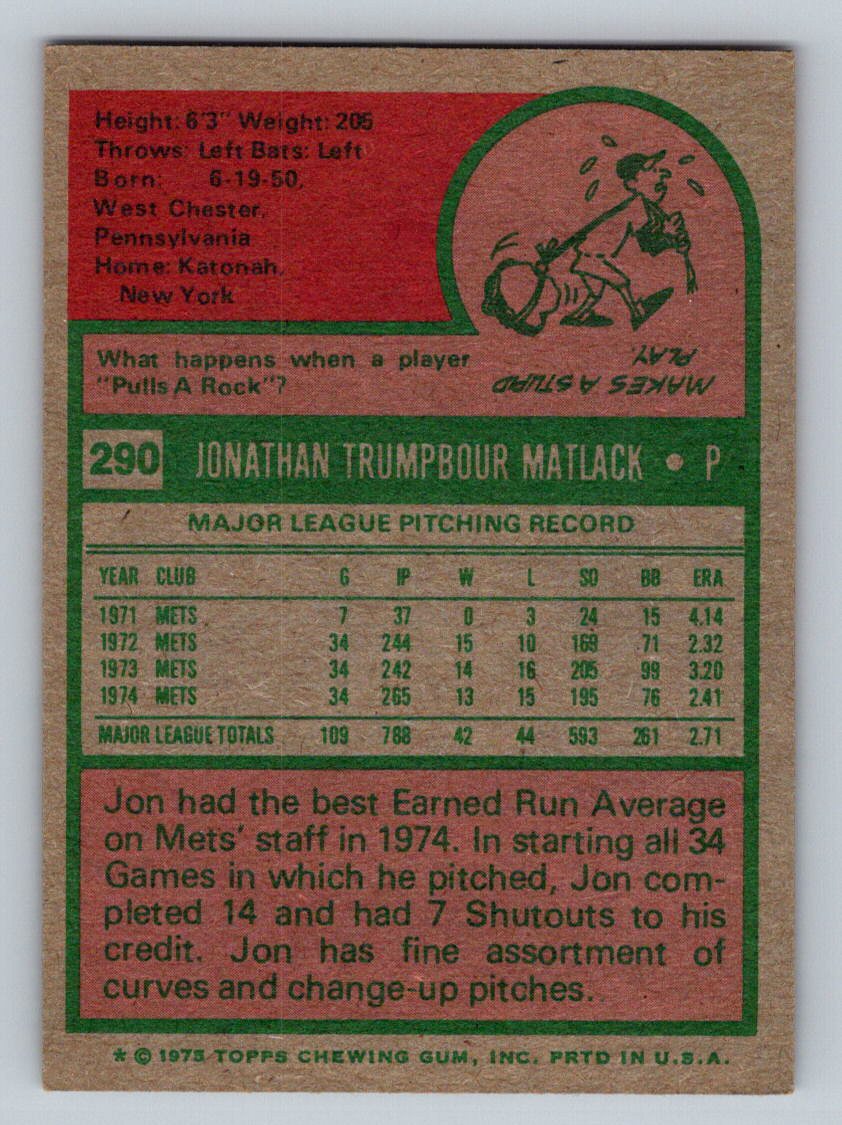 Height: 6'3" Weight: 205
Throws: Left Bats: Left
Born: 6-19-50,
West Chester,
Pennsylvania
Home: Katonah,
New York
What happens when a player
"Pulls A Rock"?
MAKES A STUPID
PLAY.
290 JONATHAN TRUMPBOUR MATLACK • P
MAJOR LEAGUE PITCHING RECORD
YEAR CLUB G IP W L SO BB ERA
1971 METS 7 37 0 3 24 15 4.14
1972 METS 34 244 15 10 169 71 2.32
1973 METS 34 242 14 16 205 99 3.20
1974 METS 34 265 13 15 195 76 2.41
MAJOR LEAGUE TOTALS 109 788 42 44 593 261 2.71
Jon had the best Earned Run Average
on Mets' staff in 1974. In starting all 34
Games in which he pitched, Jon com-
pleted 14 and had 7 Shutouts to his
credit. Jon has fine assortment of
curves and change-up pitches.
* © 1975 TOPPS CHEWING GUM, INC. PRTD IN U.S.A.